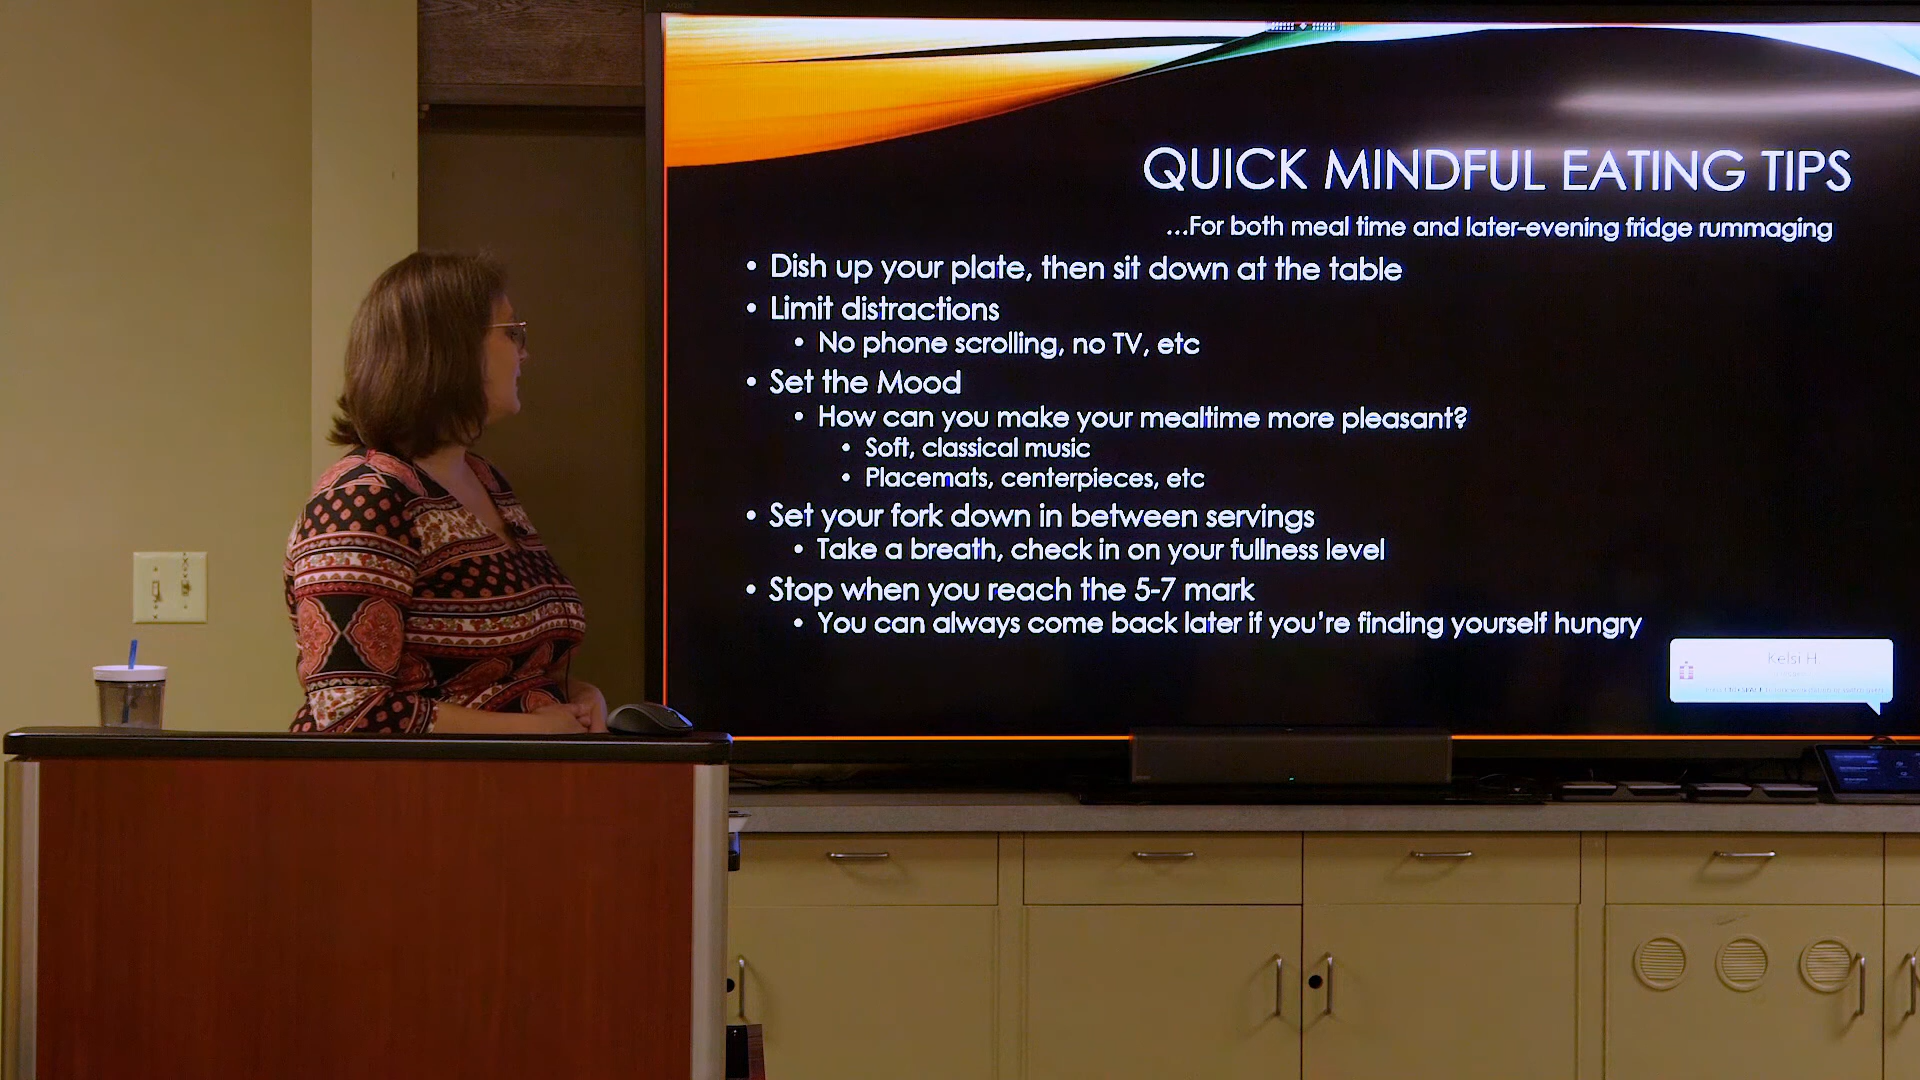 QUICK MINDFUL EATING TIPS
...For both meal time and later-evening fridge rummaging
• Dish up your plate, then sit down at the table
• Limit distractions
• No phone scrolling, no TV, etc
• Set the Mood
• How can you make your mealtime more pleasant?
• Soft, classical music
• Placemats, centerpieces, etc
• Set your fork down in between servings
• Take a breath, check in on your fullness level
• Stop when you reach the 5-7 mark
• You can always come back later if you're finding yourself hungry
Kelsi H